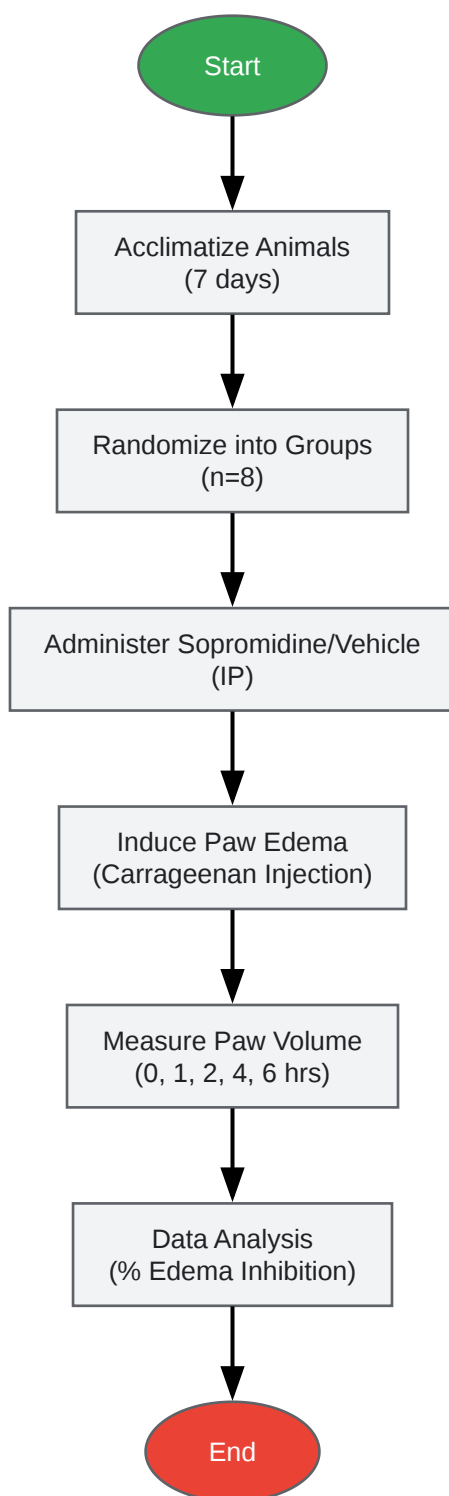 Start
Acclimatize Animals
(7 days)
Randomize into Groups
(n=8)
Administer Sopromidine/Vehicle
(IP)
Induce Paw Edema
(Carrageenan Injection)
Measure Paw Volume
(0, 1, 2, 4, 6 hrs)
Data Analysis
(% Edema Inhibition)
End